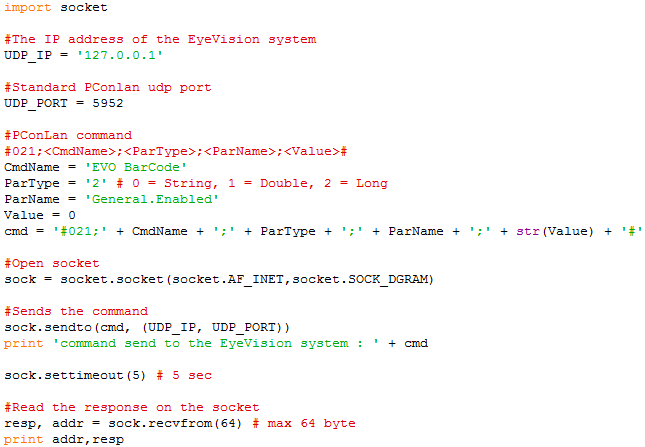 import socket
#The IP address of the EyeVision system
UDP_IP = '127.0.0.1'
#Standard PConlan udp port
UDP_PORT = 5952
#PConLan command
#021;<CmdName>;<ParType>;<ParName>;<Value>#
CmdName = 'EVO BarCode'
ParType = '2' # 0 = String, 1 = Double, 2 = Long
ParName = 'General.Enabled'
Value = 0
cmd = '#021;' + CmdName + ';' + ParType + ';' + ParName + ';' + str(Value) + '#'
#Open socket
sock = socket.socket(socket.AF_INET,socket.SOCK_DGRAM)
#Sends the command
sock.sendto(cmd, (UDP_IP, UDP_PORT))
print 'command send to the EyeVision system : ' + cmd
sock.settimeout(5) # 5 sec
#Read the response on the socket
resp, addr = sock.recvfrom(64) # max 64 byte
print addr,resp